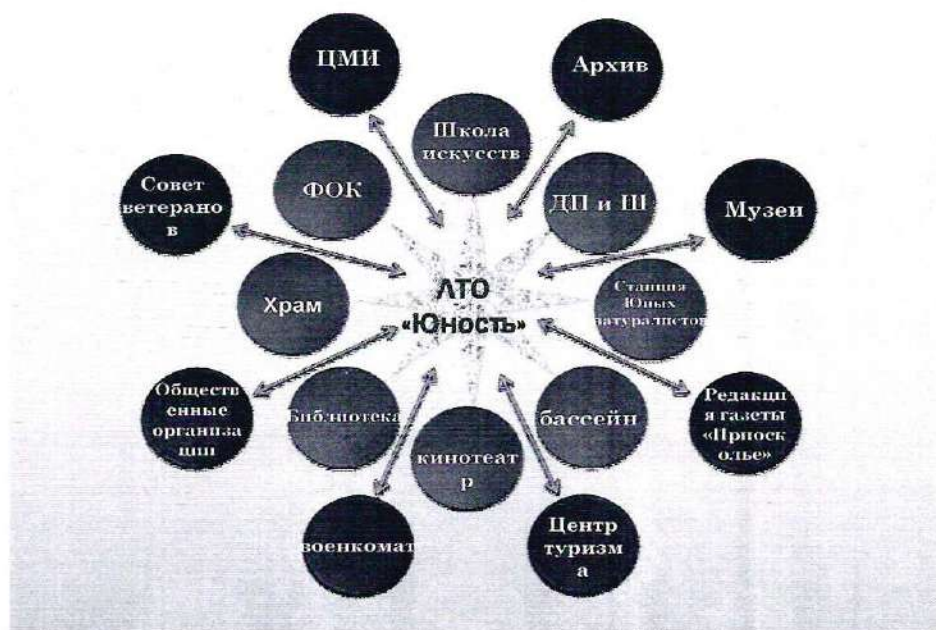 ЦМИ
Архив
Школа
искусств
ФОК
ДП и Ш
Совет
ветерано
в
Музеи
Храм
ЛТО
«Юность»
Станция
Юных
натуралистов
Обществ
енные
организа
ции
Библиотека
бассейн
Редакци
я газеты
«Приоск
олье»
кинотеат
р
военкомат
Центр
туризм
а